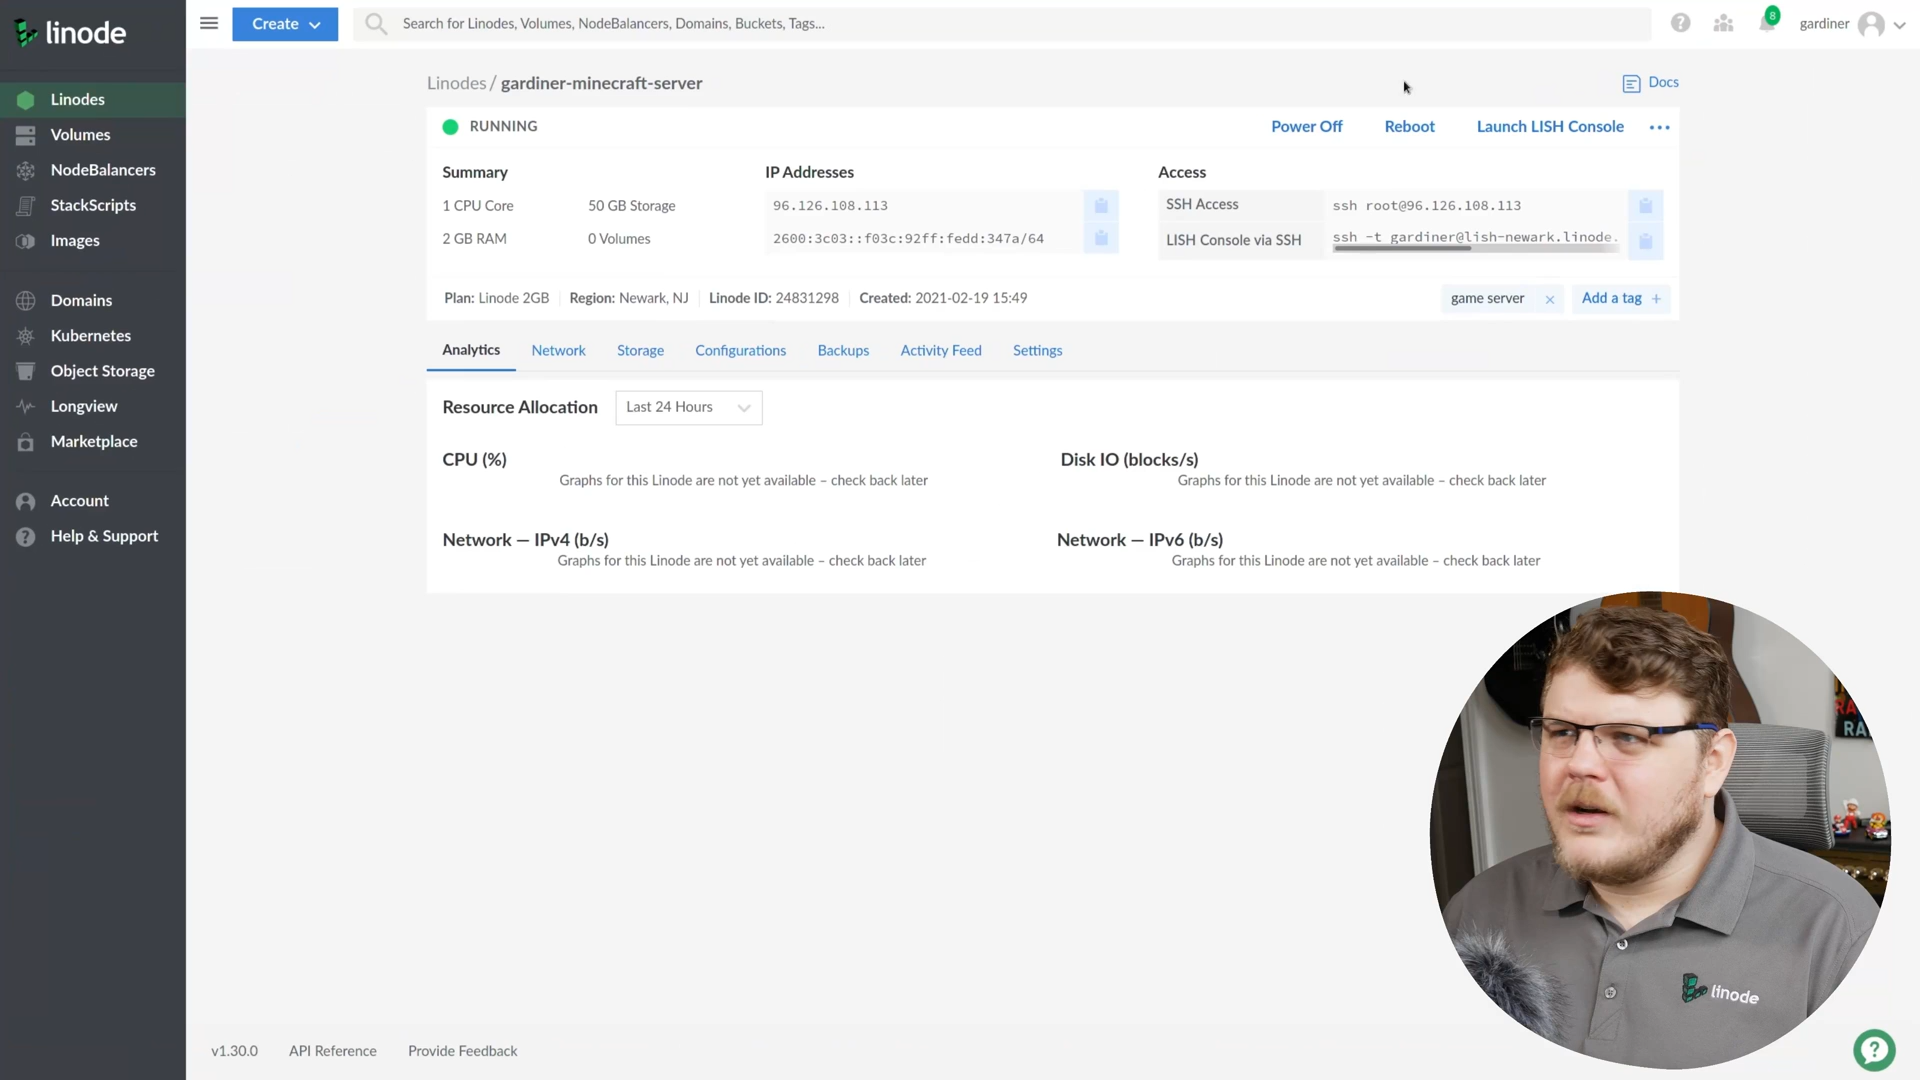 linode
Create
Search for Linodes, Volumes, NodeBalancers, Domains, Buckets, Tags...
8
gardiner
Linodes
Volumes
NodeBalancers
StackScripts
Images
Domains
Kubernetes
Object Storage
Longview
Marketplace
Account
Help & Support
Linodes / gardiner-minecraft-server
Docs
RUNNING
Power Off
Reboot
Launch LISH Console
Summary
1 CPU Core
50 GB Storage
2 GB RAM
0 Volumes
IP Addresses
96.126.108.113
2600:3c03::f03c:92ff:fedd:347a/64
Access
SSH Access
ssh root@96.126.108.113
LISH Console via SSH
ssh -t gardiner@lish-newark.linode.
Plan: Linode 2GB
Region: Newark, NJ
Linode ID: 24831298
Created: 2021-02-19 15:49
game server ×
Add a tag +
Analytics
Network
Storage
Configurations
Backups
Activity Feed
Settings
Resource Allocation
Last 24 Hours
CPU (%)
Graphs for this Linode are not yet available – check back later
Disk IO (blocks/s)
Graphs for this Linode are not yet available – check back later
Network — IPv4 (b/s)
Graphs for this Linode are not yet available – check back later
Network — IPv6 (b/s)
Graphs for this Linode are not yet available – check back later
linode
v1.30.0
API Reference
Provide Feedback